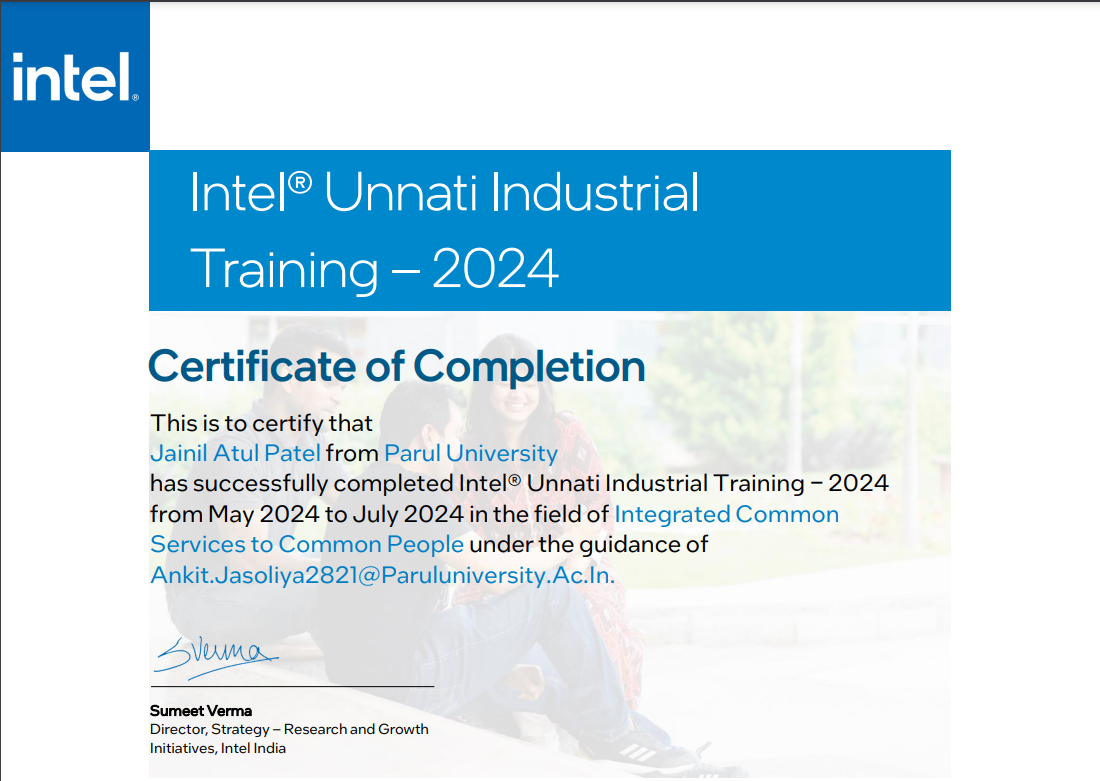 intel®
Intel® Unnati Industrial
Training – 2024
Certificate of Completion
This is to certify that
Jainil Atul Patel from Parul University
has successfully completed Intel® Unnati Industrial Training – 2024
from May 2024 to July 2024 in the field of Integrated Common
Services to Common People under the guidance of
Ankit.Jasoliya2821@Paruluniversity.Ac.In.
SVerma
Sumeet Verma
Director, Strategy – Research and Growth
Initiatives, Intel India